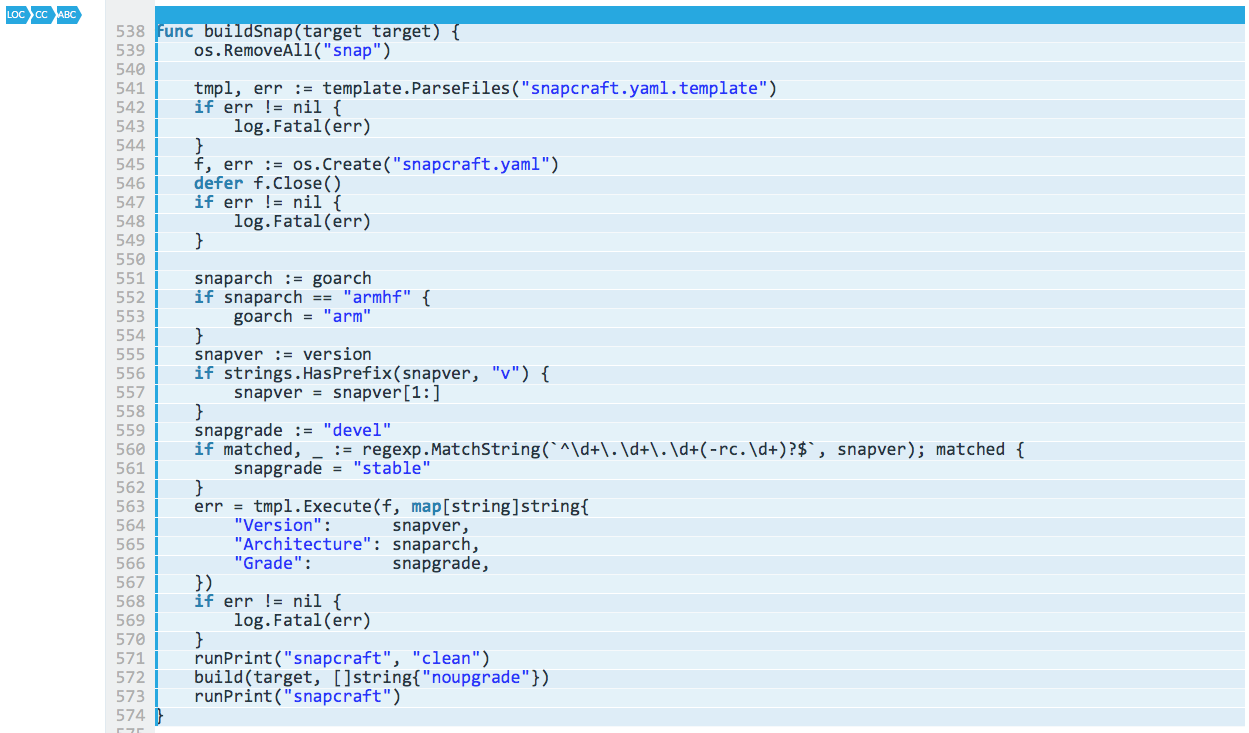 LOC CC ABC
538 func buildSnap(target target) {
539     os.RemoveAll("snap")
540
541     tmpl, err := template.ParseFiles("snapcraft.yaml.template")
542     if err != nil {
543         log.Fatal(err)
544     }
545     f, err := os.Create("snapcraft.yaml")
546     defer f.Close()
547     if err != nil {
548         log.Fatal(err)
549     }
550
551     snaparch := goarch
552     if snaparch == "armhf" {
553         goarch = "arm"
554     }
555     snapver := version
556     if strings.HasPrefix(snapver, "v") {
557         snapver = snapver[1:]
558     }
559     snapgrade := "devel"
560     if matched, _ := regexp.MatchString(`^\d+\.\d+\.\d+(-rc.\d+)?$`, snapver); matched {
561         snapgrade = "stable"
562     }
563     err = tmpl.Execute(f, map[string]string{
564         "Version":      snapver,
565         "Architecture": snaparch,
566         "Grade":        snapgrade,
567     })
568     if err != nil {
569         log.Fatal(err)
570     }
571     runPrint("snapcraft", "clean")
572     build(target, []string{"noupgrade"})
573     runPrint("snapcraft")
574 }
575